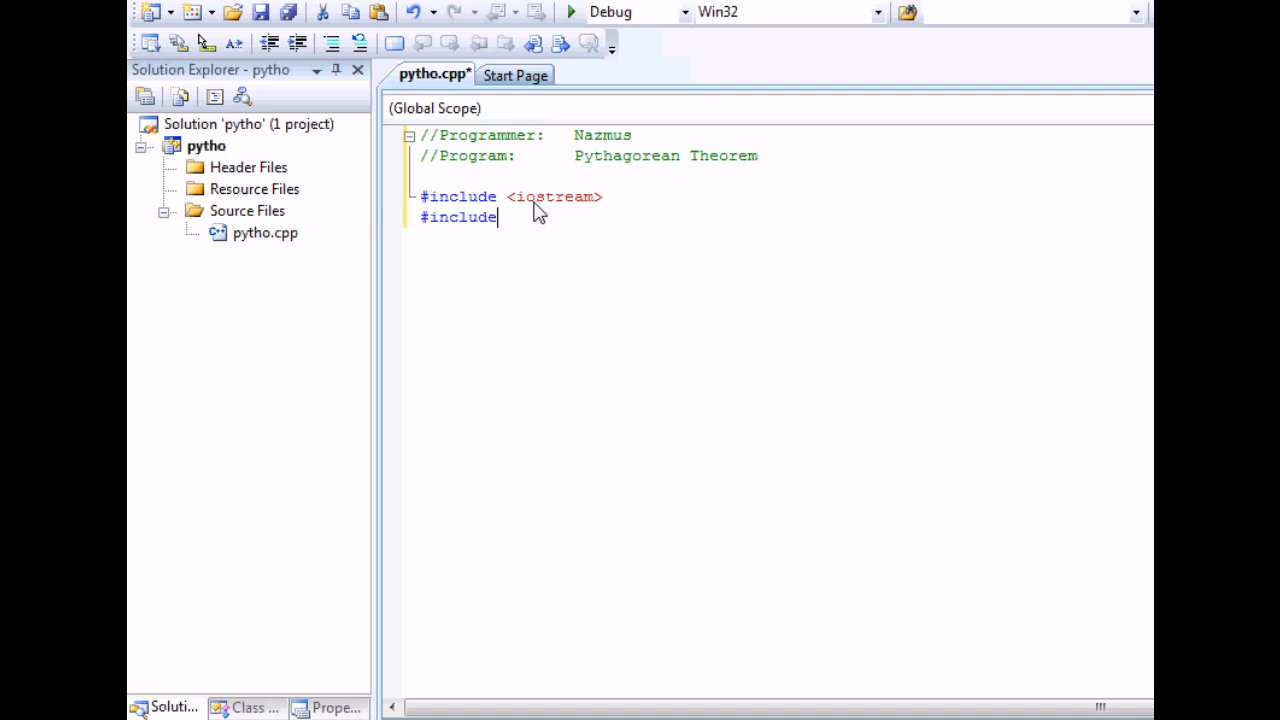 Debug Win32
Solution Explorer - pytho
pytho.cpp* Start Page
(Global Scope)
Solution 'pytho' (1 project)
pytho
Header Files
Resource Files
Source Files
pytho.cpp
//Programmer: Nazmus
//Program: Pythagorean Theorem
#include <iostream>
#include
Soluti... Class ... Prope...